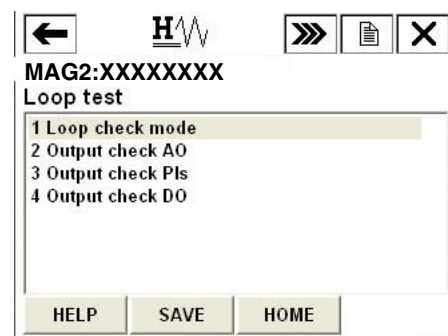 H
MAG2:XXXXXXXX
Loop test
1 Loop check mode
2 Output check AO
3 Output check Pls
4 Output check DO
HELP SAVE HOME